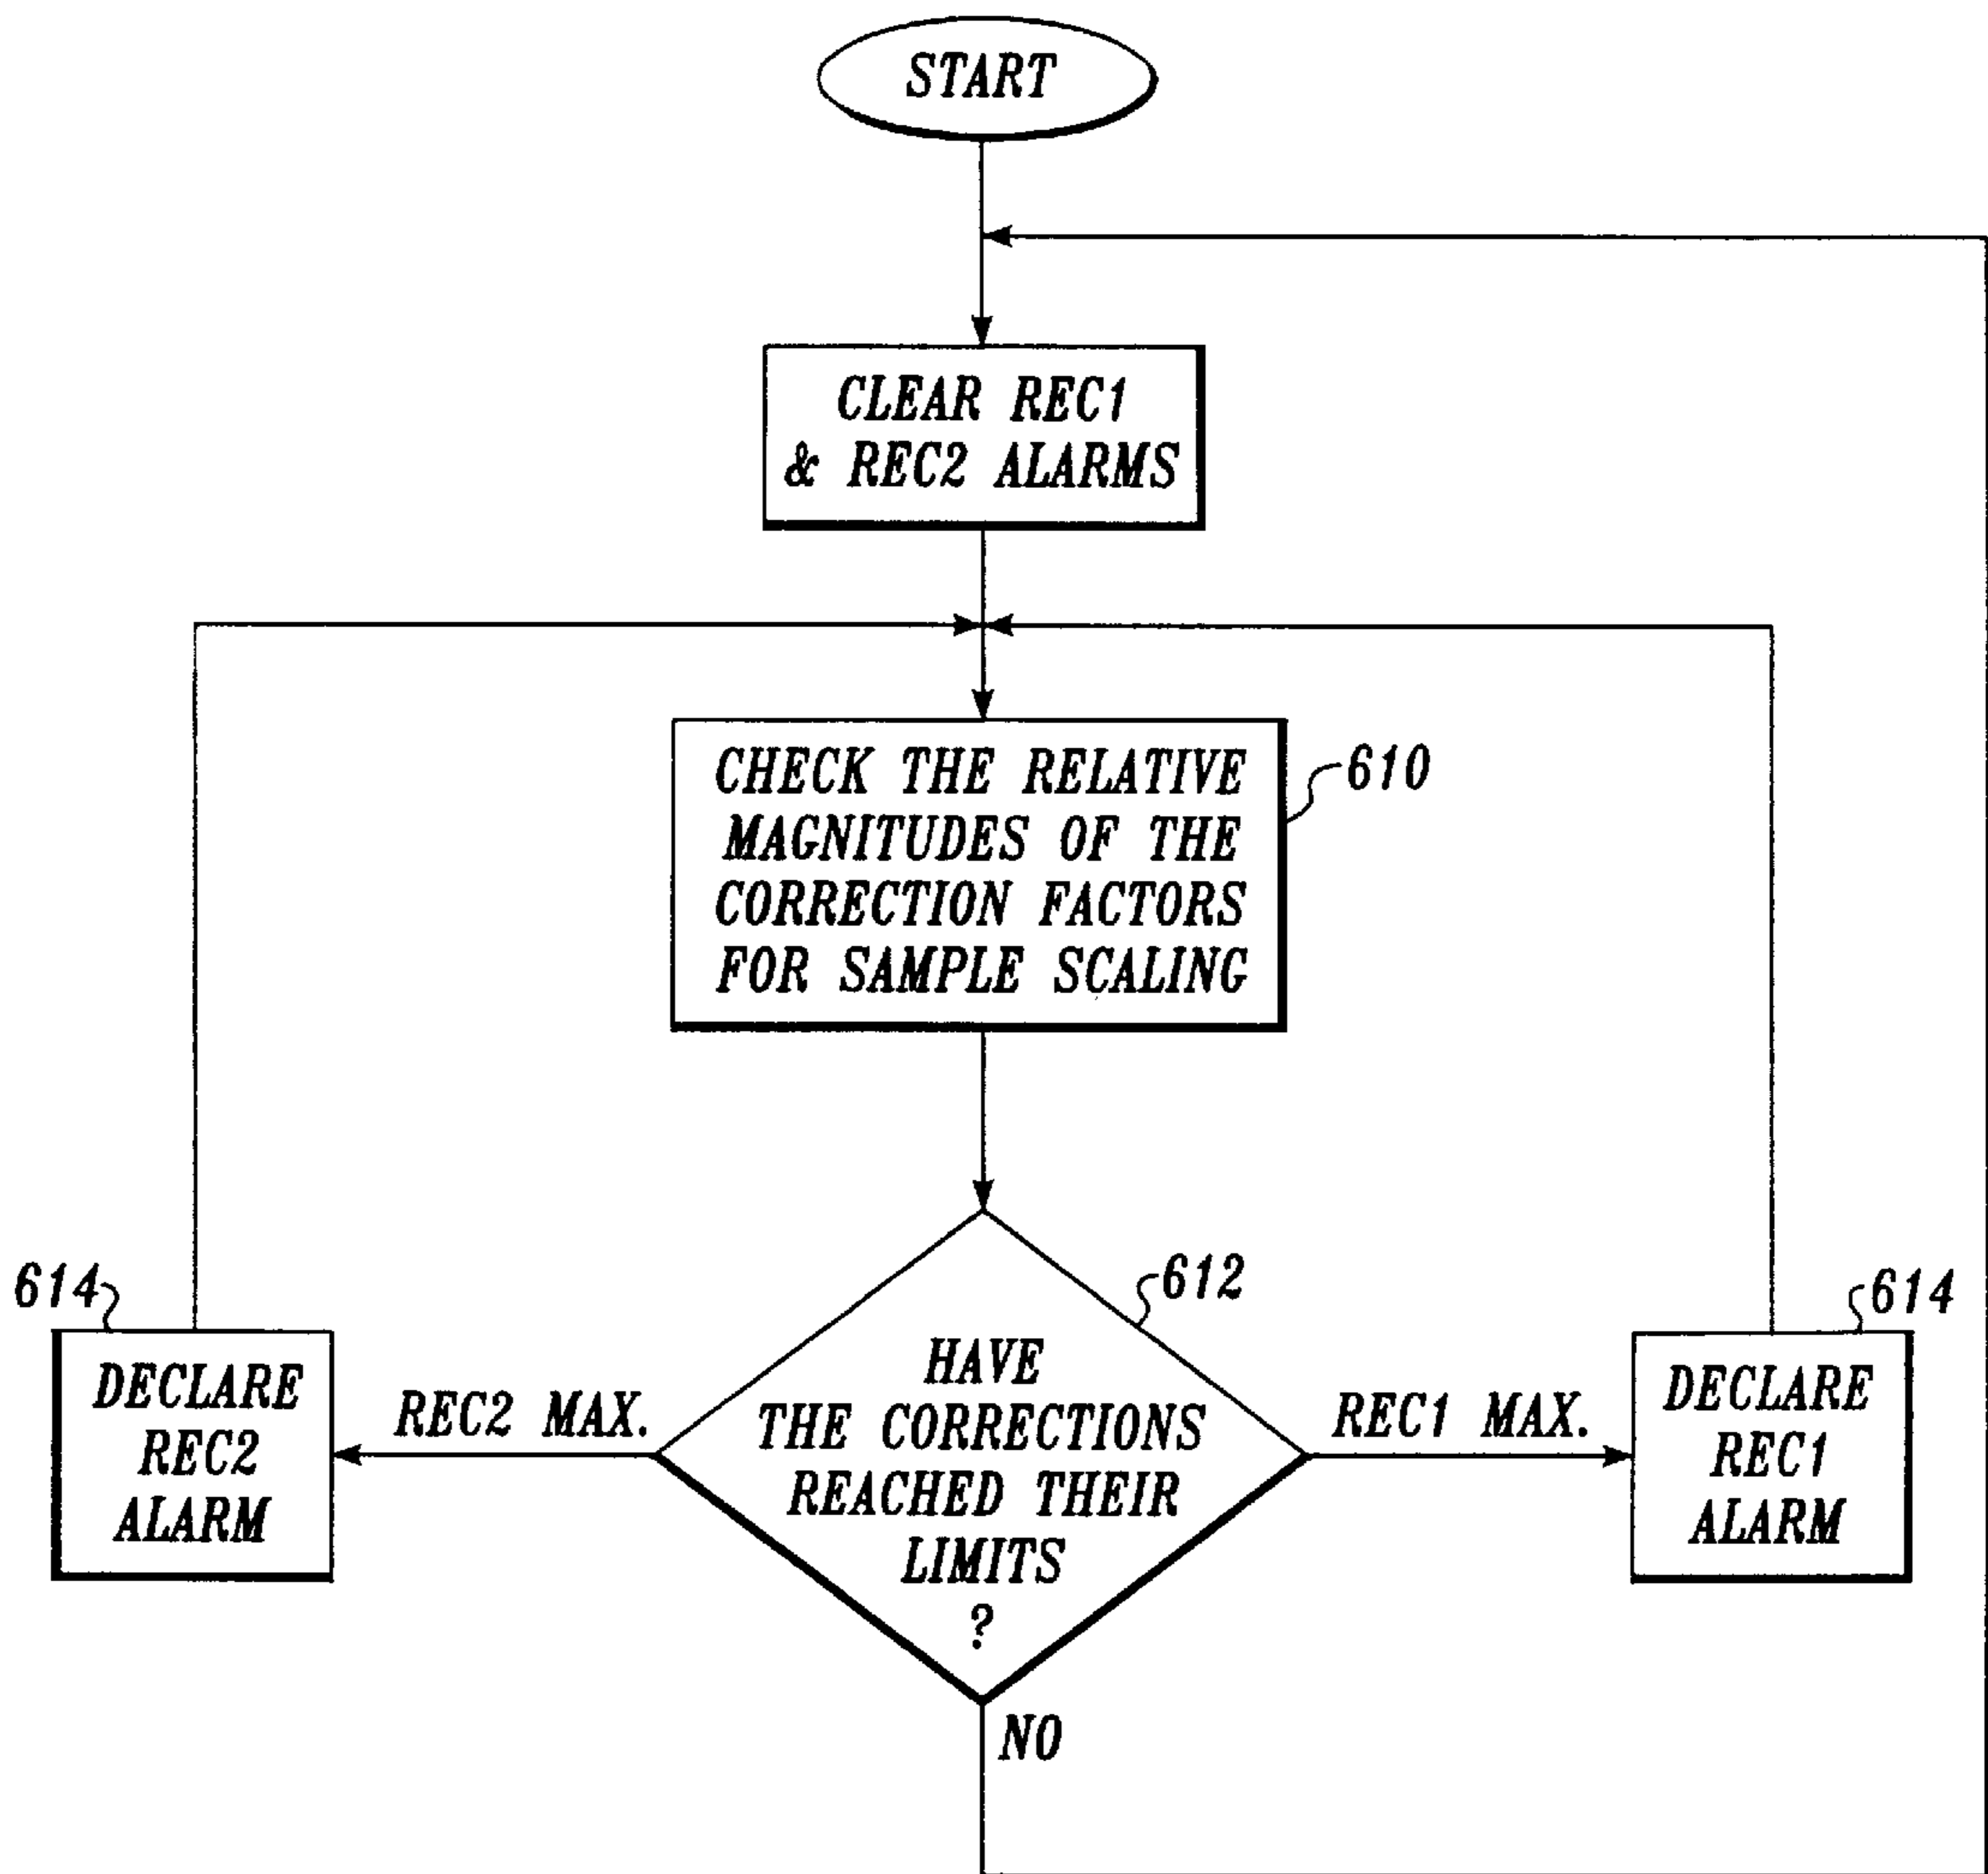 START
CLEAR REC1
& REC2 ALARMS
CHECK THE RELATIVE
MAGNITUDES OF THE
CORRECTION FACTORS
FOR SAMPLE SCALING
610
612
HAVE
THE CORRECTIONS
REACHED THEIR
LIMITS
?
REC2 MAX.
614
DECLARE
REC2
ALARM
REC1 MAX.
614
DECLARE
REC1
ALARM
NO